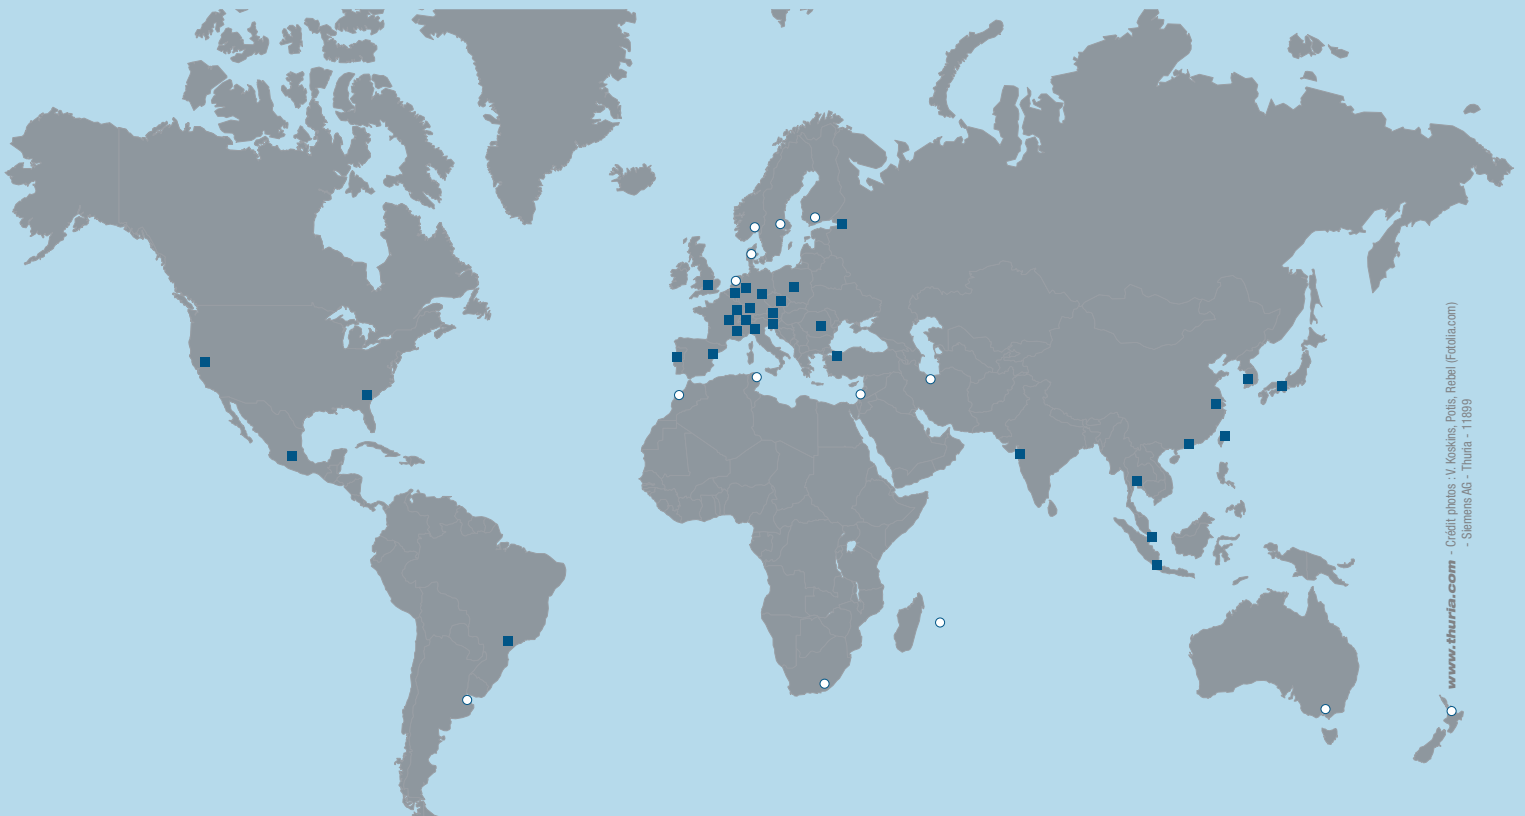 www.thuria.com - Crédit photos : V. Koskins, Potis, Rebel (Fotolia.com)
- Siemens AG - Thuria - 11899